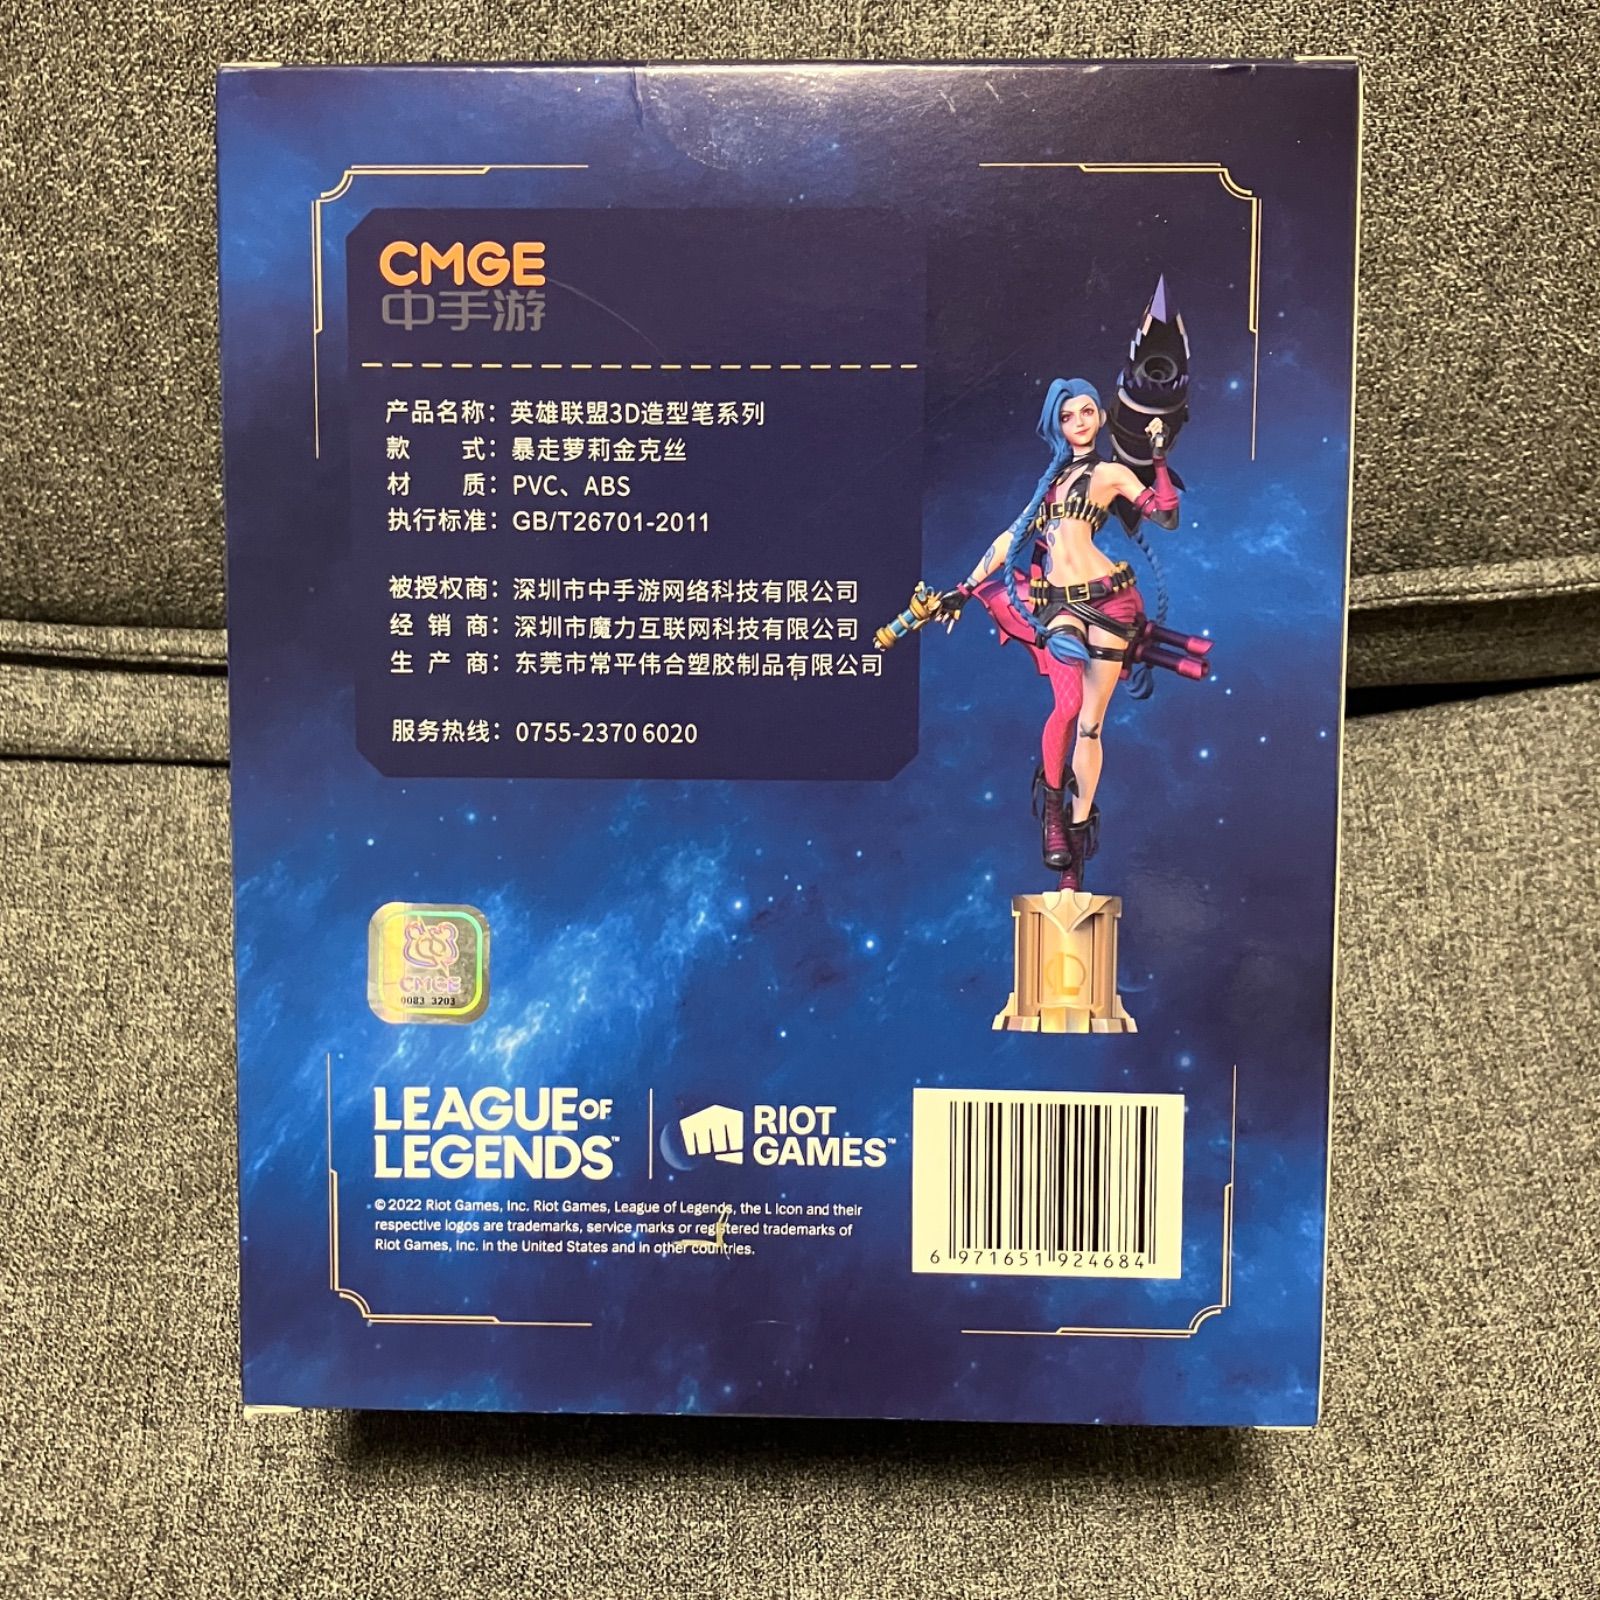 CMGE
中手游
产品名称：英雄联盟3D造型笔系列
款 式：暴走萝莉金克丝
材 质：PVC、ABS
执行标准：GB/T26701-2011
被授权商：深圳市中手游网络科技有限公司
经 销 商：深圳市魔力互联网科技有限公司
生 产 商：东莞市常平伟合塑胶制品有限公司
服务热线：0755-2370 6020
CMGE
0083 3203
LEAGUE OF
LEGENDS™
RIOT
GAMES™
© 2022 Riot Games, Inc. Riot Games, League of Legends, the L Icon and their
respective logos are trademarks, service marks or registered trademarks of
Riot Games, Inc. in the United States and in other countries.
6 971651 924684